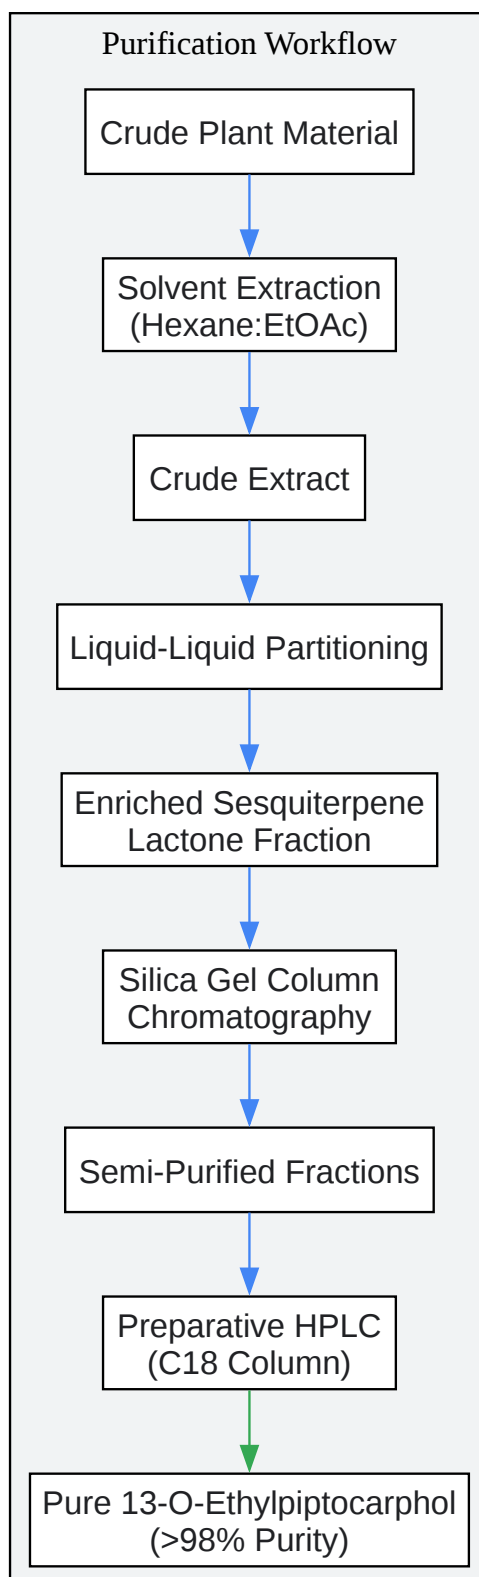 Purification Workflow
Crude Plant Material
Solvent Extraction
(Hexane:EtOAc)
Crude Extract
Liquid-Liquid Partitioning
Enriched Sesquiterpene
Lactone Fraction
Silica Gel Column
Chromatography
Semi-Purified Fractions
Preparative HPLC
(C18 Column)
Pure 13-O-Ethylpiptocarphol
(>98% Purity)